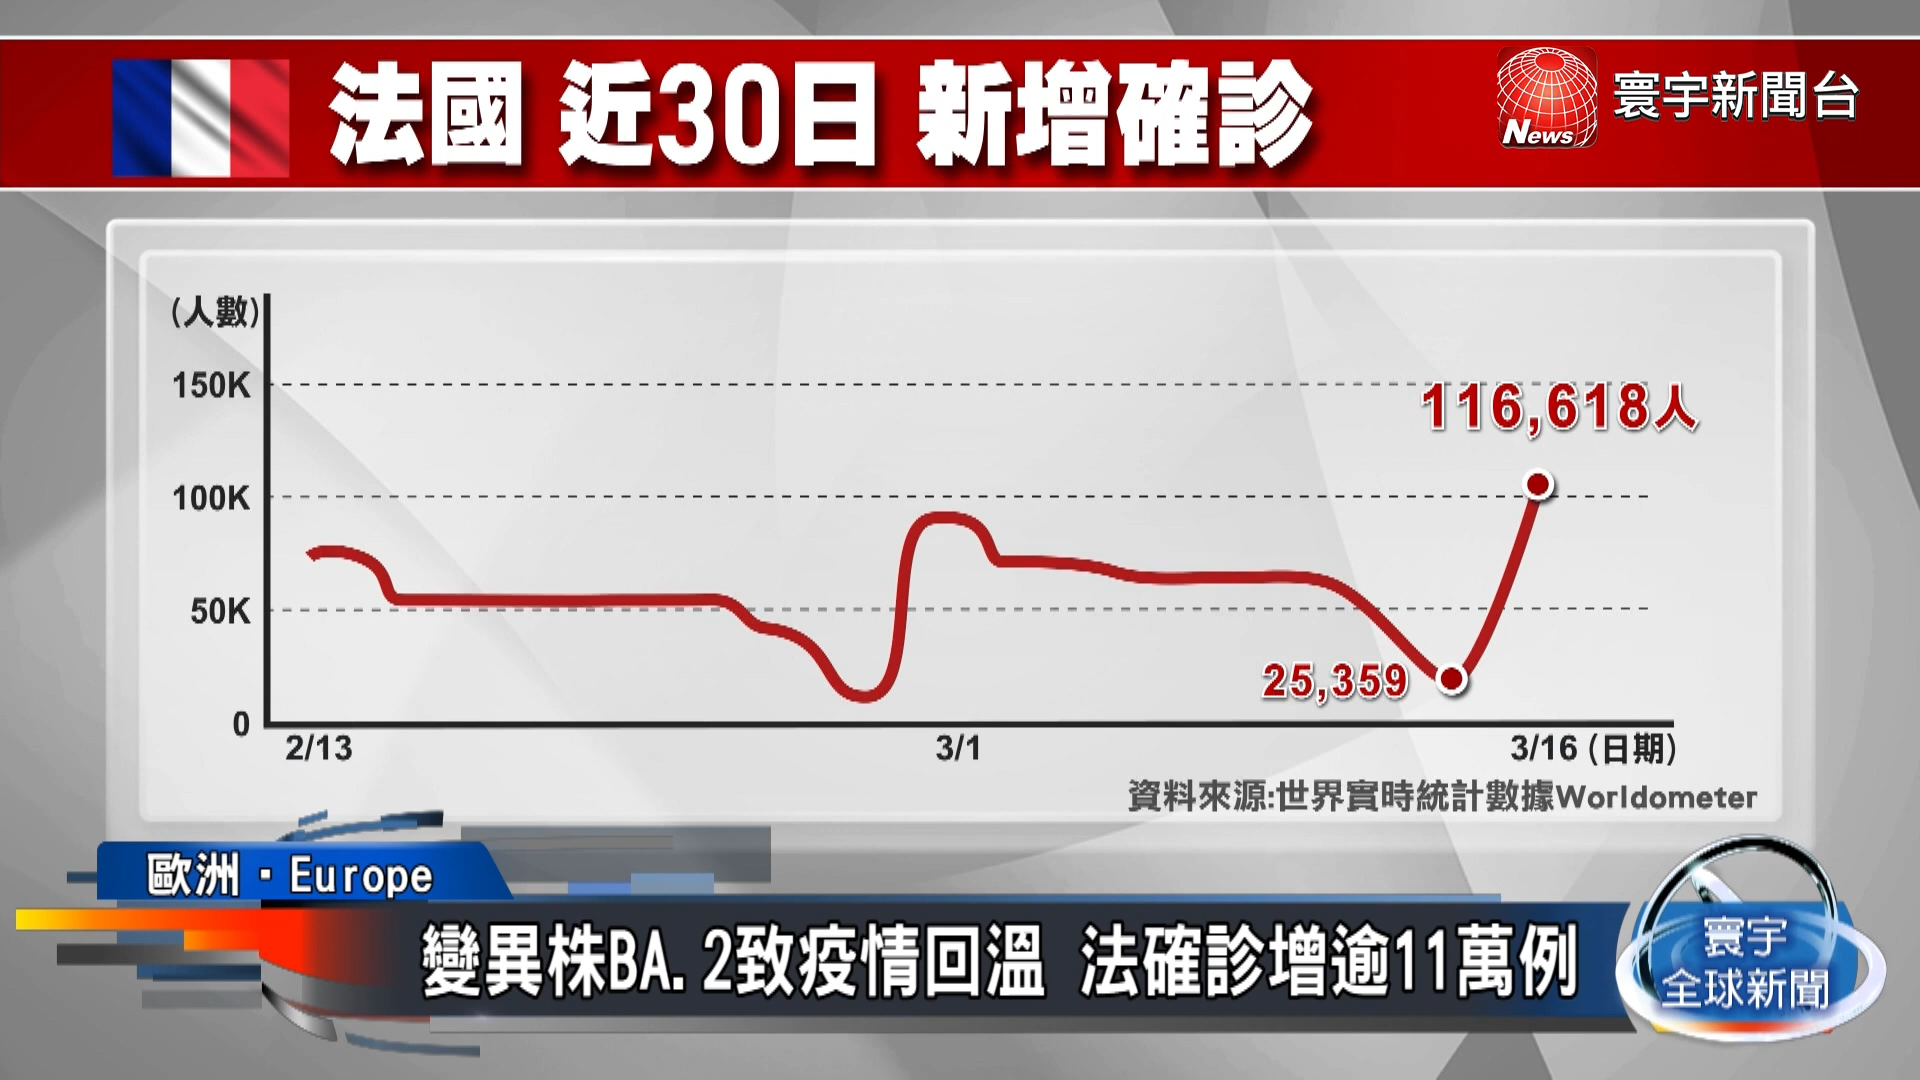 法國 近30日 新增確診
News
寰宇新聞台
(人數)
150K
116,618人
100K
50K
25,359
0
2/13
3/1
3/16 (日期)
資料來源:世界實時統計數據Worldometer
歐洲·Europe
變異株BA.2致疫情回溫 法確診增逾11萬例
寰宇
全球新聞